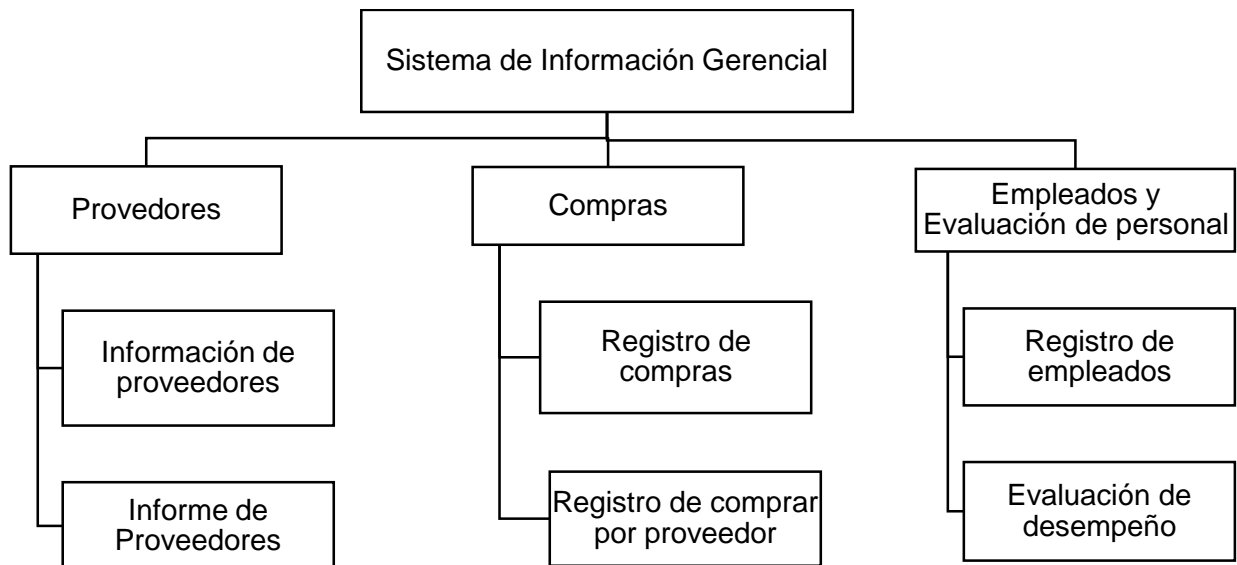 Sistema de Información Gerencial
Provedores
Compras
Empleados y
Evaluación de personal
Información de
proveedores
Registro de
compras
Registro de
empleados
Informe de
Proveedores
Registro de comprar
por proveedor
Evaluación de
desempeño